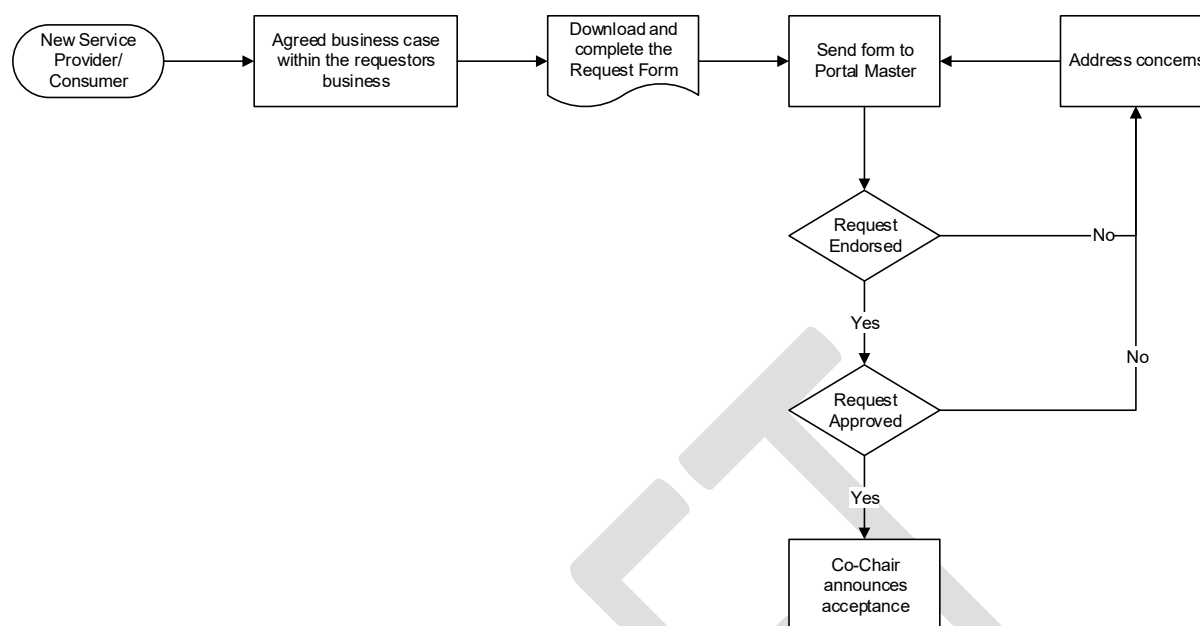 New Service
Provider/
Consumer
Agreed business case
within the requestors
business
Download and
complete the
Request Form
Send form to
Portal Master
Address concerns
Request
Endorsed
No
Yes
No
Request
Approved
Yes
Co-Chair
announces
acceptance